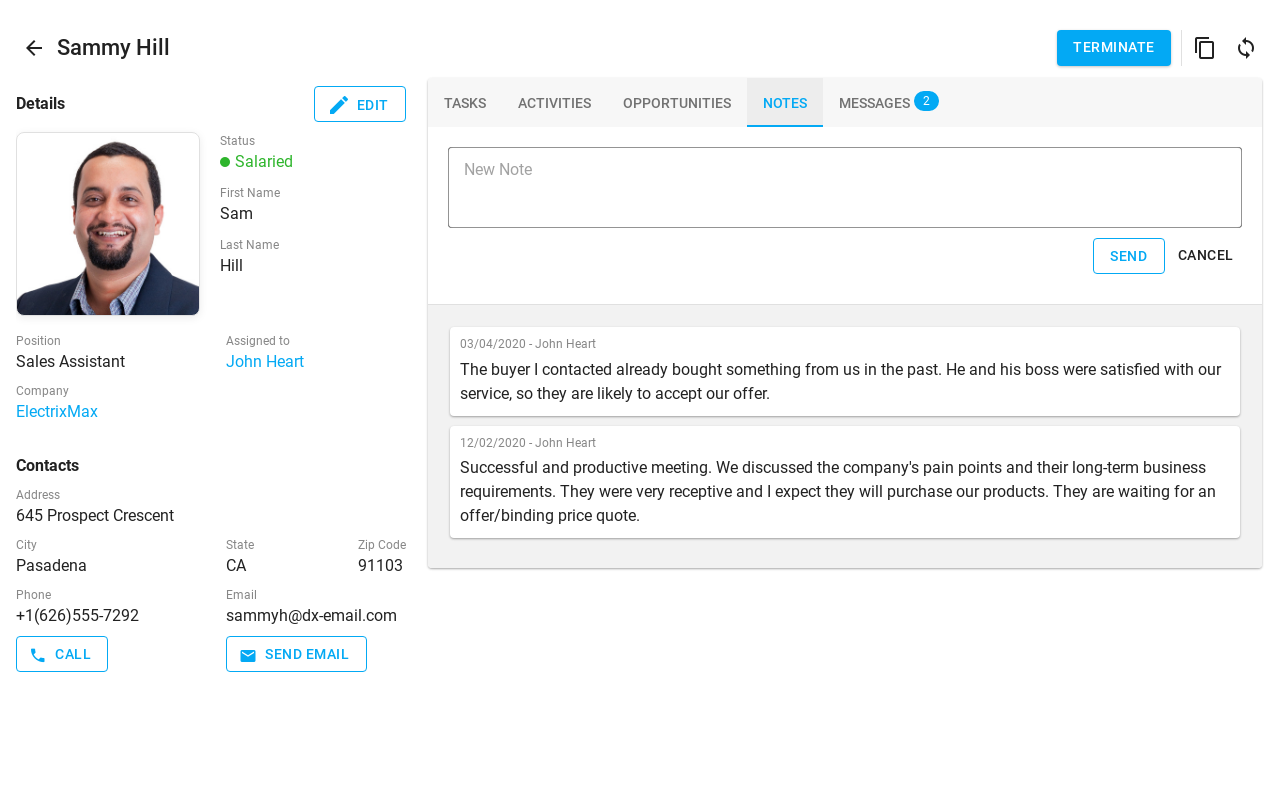 Sammy Hill
TERMINATE
Details
EDIT
Status
Salaried
First Name
Sam
Last Name
Hill
Position
Sales Assistant
Assigned to
John Heart
Company
ElectrixMax
Contacts
Address
645 Prospect Crescent
City
Pasadena
State
CA
Zip Code
91103
Phone
+1(626)555-7292
Email
sammyh@dx-email.com
CALL
SEND EMAIL
TASKS
ACTIVITIES
OPPORTUNITIES
NOTES
MESSAGES 2
New Note
SEND
CANCEL
03/04/2020 - John Heart
The buyer I contacted already bought something from us in the past. He and his boss were satisfied with our
service, so they are likely to accept our offer.
12/02/2020 - John Heart
Successful and productive meeting. We discussed the company's pain points and their long-term business
requirements. They were very receptive and I expect they will purchase our products. They are waiting for an
offer/binding price quote.